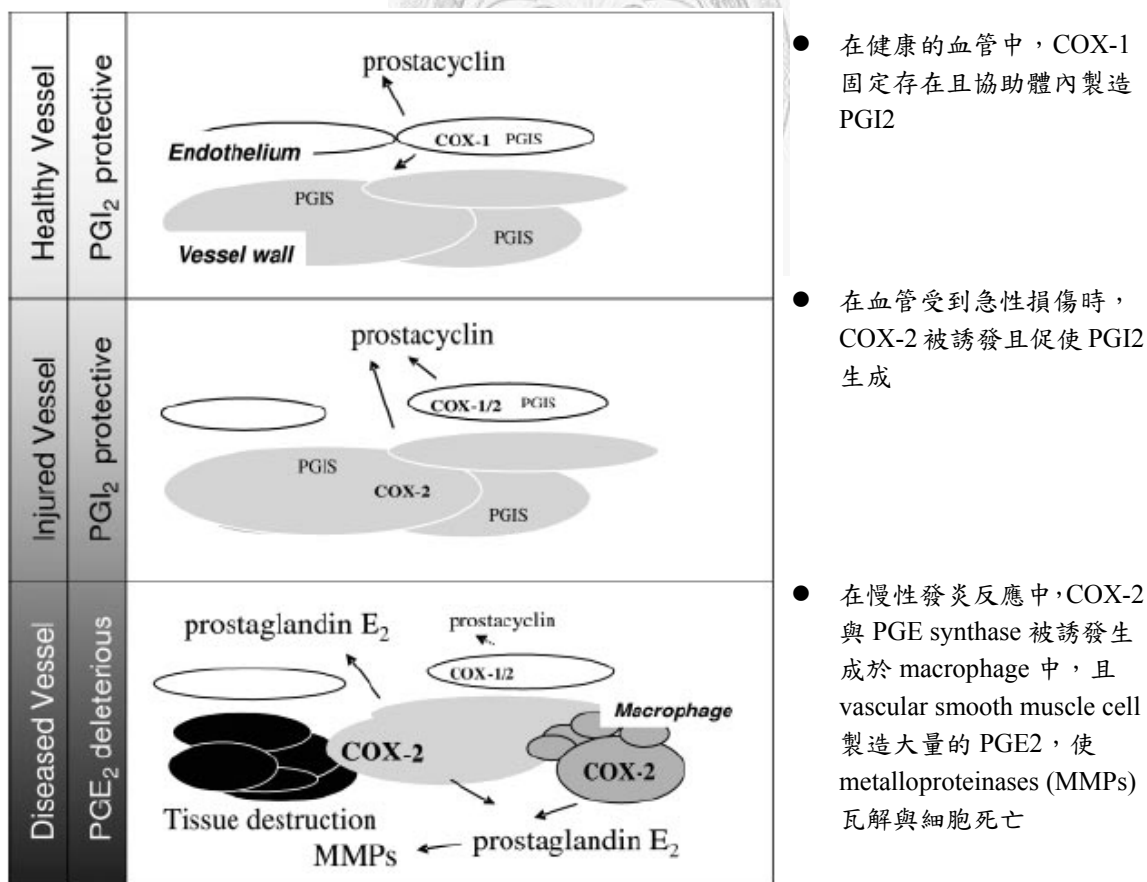 Healthy Vessel
PGI₂ protective
prostacyclin
COX-1 PGIS
Endothelium
PGIS
PGIS
Vessel wall
● 在健康的血管中，COX-1
固定存在且協助體內製造
PGI2
Injured Vessel
PGI₂ protective
prostacyclin
COX-1/2 PGIS
PGIS
COX-2
PGIS
● 在血管受到急性損傷時，
COX-2 被誘發且促使 PGI2
生成
Diseased Vessel
PGE₂ deleterious
prostaglandin E₂
prostacyclin
COX-1/2
Macrophage
COX-2
COX-2
Tissue destruction
MMPs
prostaglandin E₂
● 在慢性發炎反應中，COX-2
與 PGE synthase 被誘發生
成於 macrophage 中，且
vascular smooth muscle cell
製造大量的 PGE2，使
metalloproteinases (MMPs)
瓦解與細胞死亡